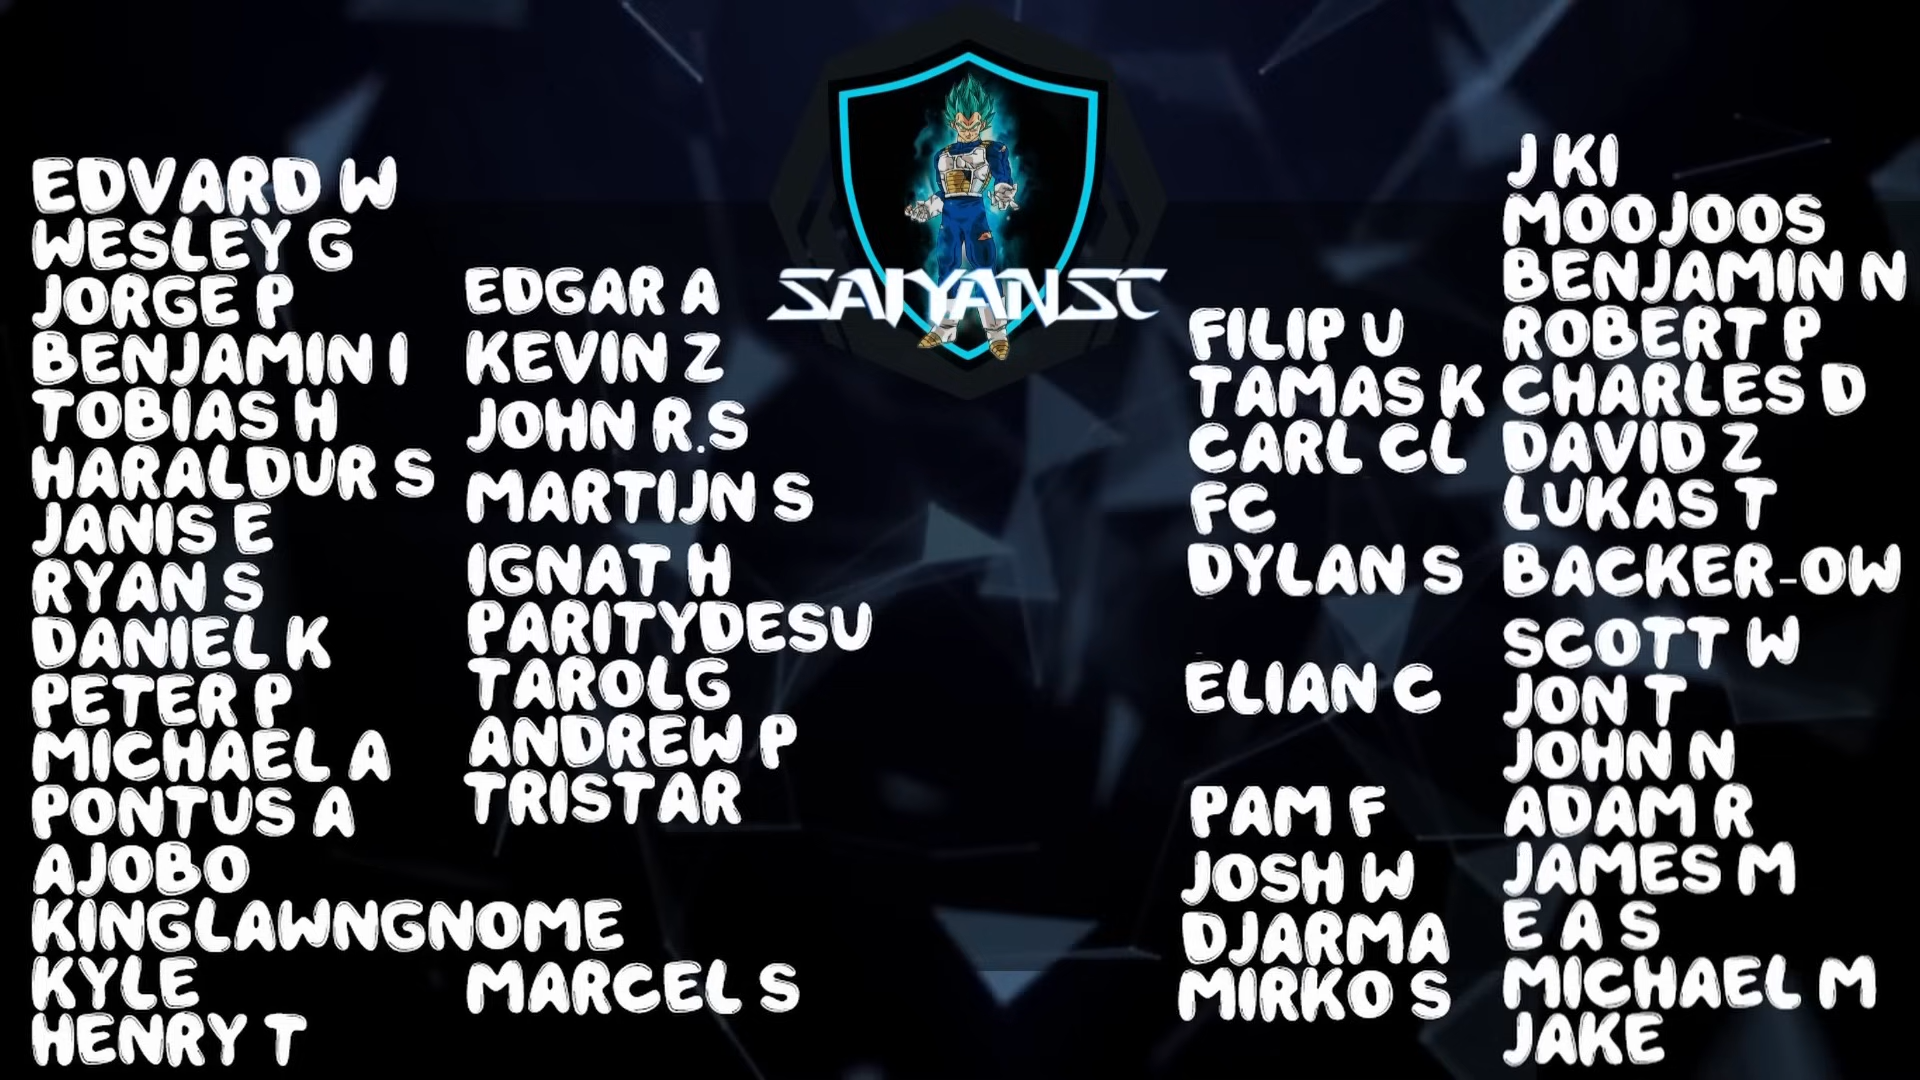 EDVARD W
WESLEY G
JORGE P
BENJAMIN I
TOBIAS H
HARALDUR S
JANIS E
RYAN S
DANIEL K
PETER P
MICHAEL A
PONTUS A
AJOBO
KINGLAWNGNOME
KYLE
HENRY T
EDGAR A
KEVIN Z
JOHN R.S
MARTIJN S
IGNAT H
PARITYDESU
TAROLG
ANDREW P
TRISTAR
MARCEL S
SAIYANSC
FILIP U
TAMAS K
CARL CL
FC
DYLAN S
ELIAN C
PAM F
JOSH W
DJARMA
MIRKO S
J KI
MOOJOOS
BENJAMIN N
ROBERT P
CHARLES D
DAVID Z
LUKAS T
BACKER-OW
SCOTT W
JON T
JOHN N
ADAM R
JAMES M
E A S
MICHAEL M
JAKE